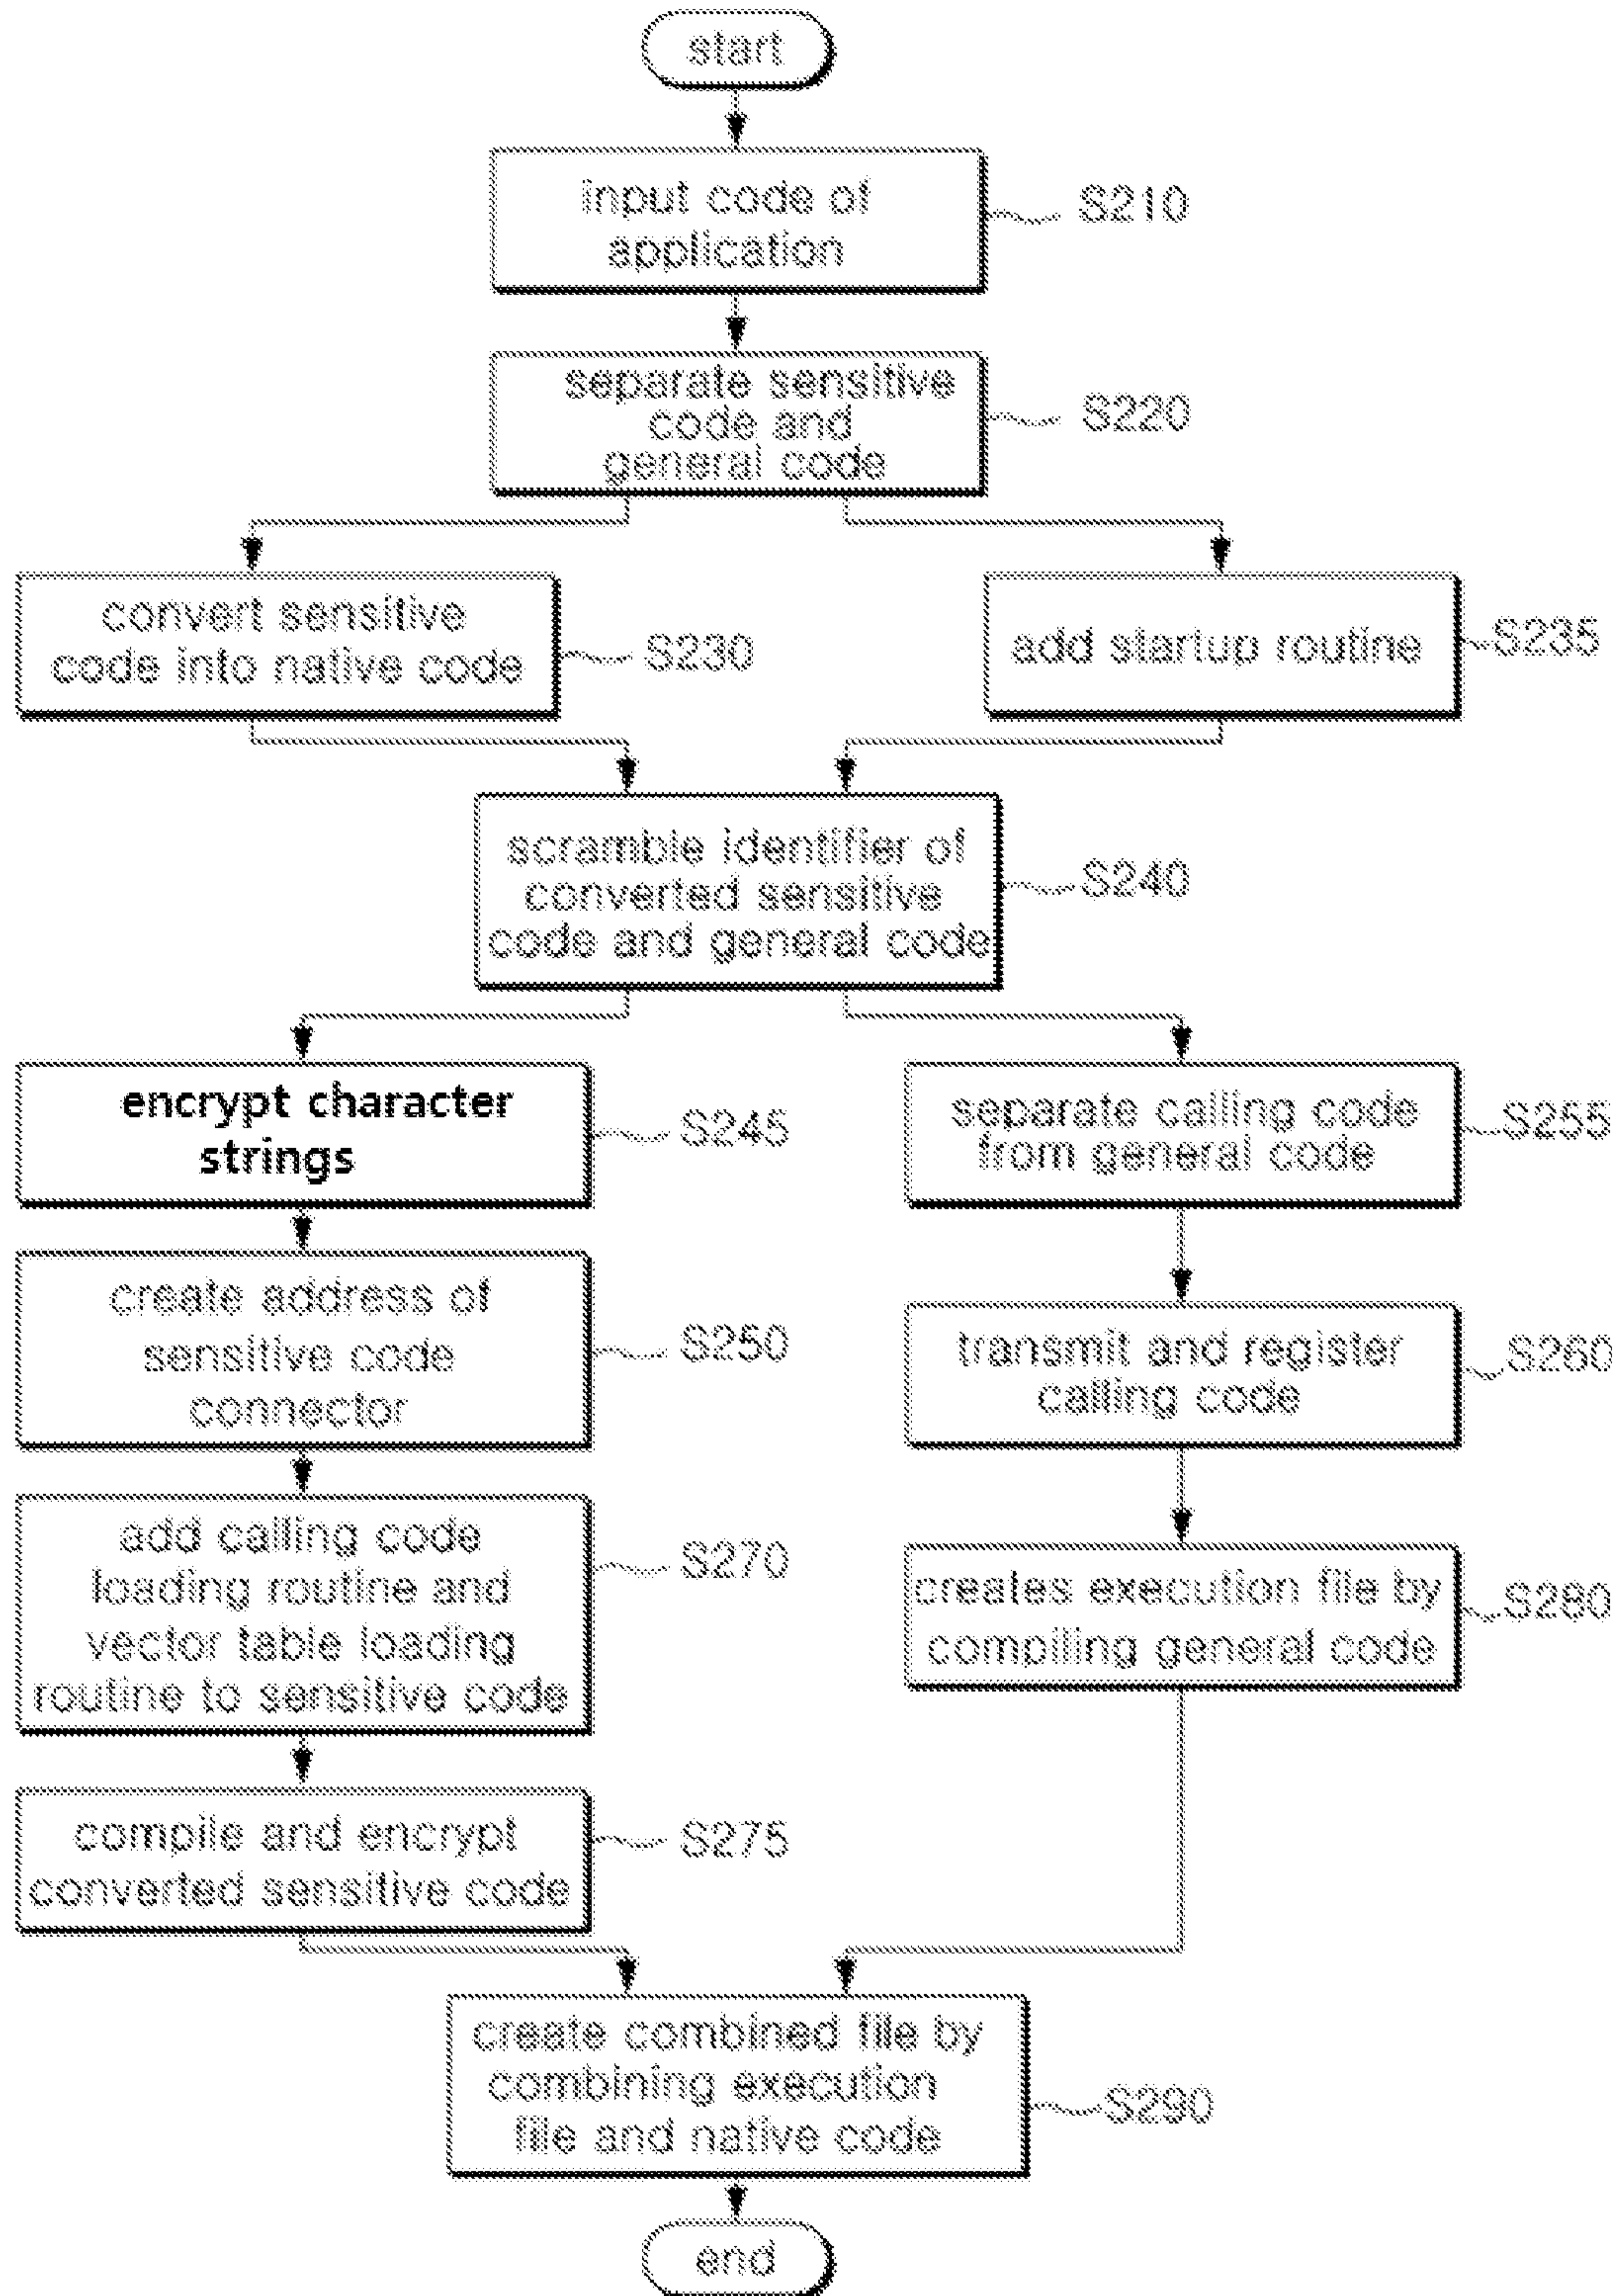 start
input code of
application
S210
separate sensitive
code and
general code
S220
convert sensitive
code into native code
S230
add startup routine
S235
scramble identifier of
converted sensitive
code and general code
S240
encrypt character
strings
S245
separate calling code
from general code
S255
create address of
sensitive code
connector
S250
transmit and register
calling code
S260
add calling code
loading routine and
vector table loading
routine to sensitive code
S270
creates execution file by
compiling general code
S280
compile and encrypt
converted sensitive code
S275
create combined file by
combining execution
file and native code
S290
end